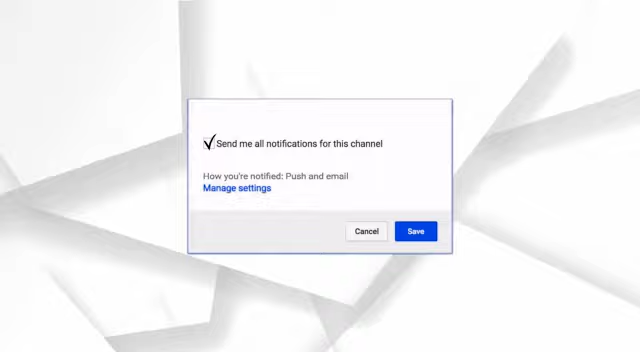 Send me all notifications for this channel
How you're notified: Push and email
Manage settings
Cancel Save